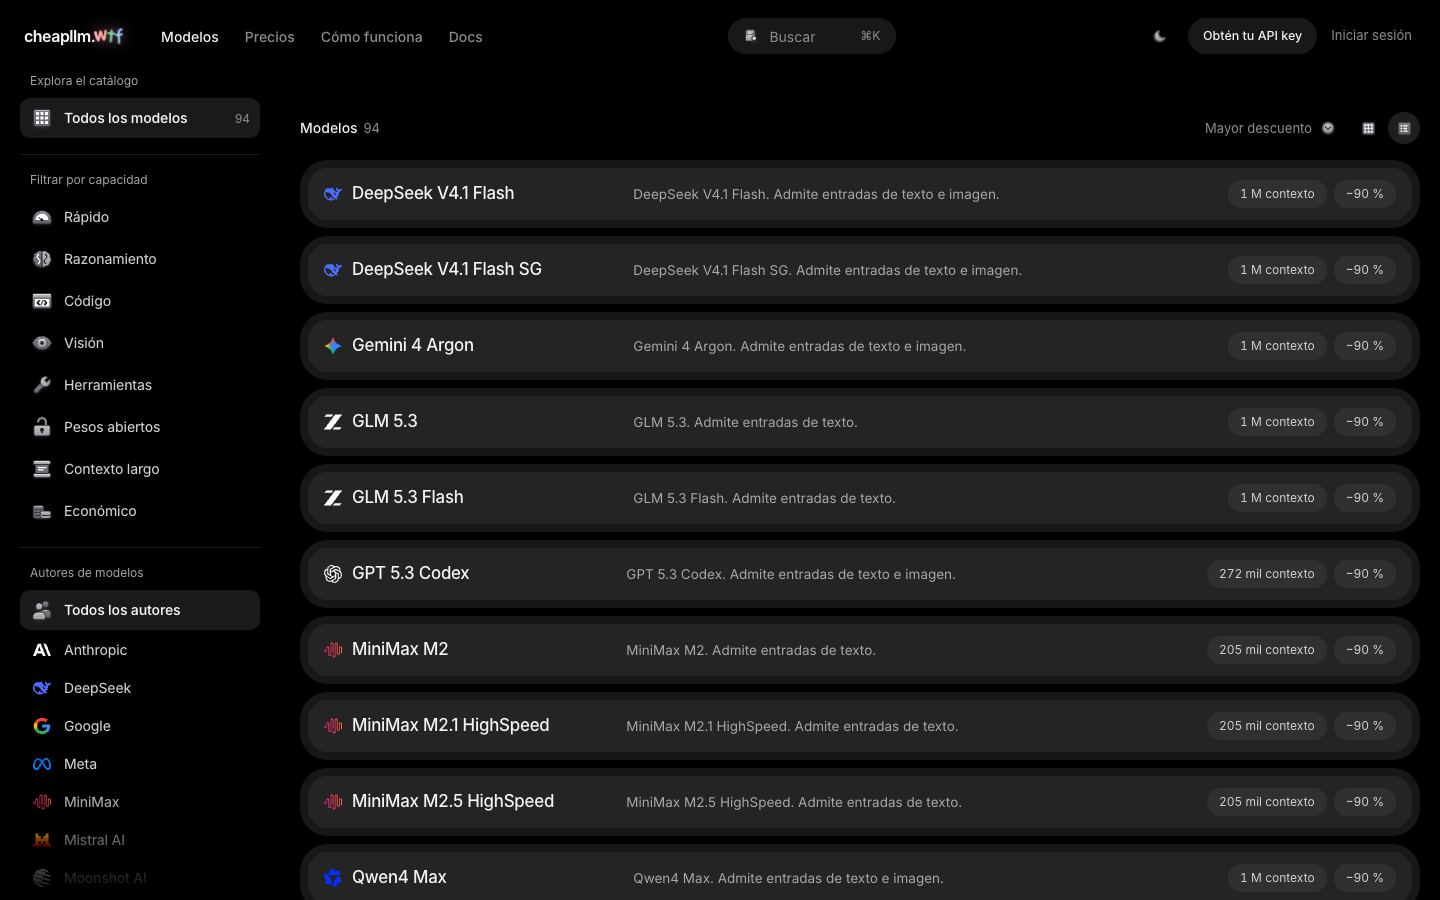 cheapllm.wtf
Modelos
Precios
Cómo funciona
Docs
Buscar
⌘K
Obtén tu API key
Iniciar sesión
Explora el catálogo
Todos los modelos
94
Filtrar por capacidad
Rápido
Razonamiento
Código
Visión
Herramientas
Pesos abiertos
Contexto largo
Económico
Autores de modelos
Todos los autores
Anthropic
DeepSeek
Google
Meta
MiniMax
Mistral AI
Moonshot AI
Modelos 94
Mayor descuento
DeepSeek V4.1 Flash
DeepSeek V4.1 Flash. Admite entradas de texto e imagen.
1 M contexto
−90 %
DeepSeek V4.1 Flash SG
DeepSeek V4.1 Flash SG. Admite entradas de texto e imagen.
1 M contexto
−90 %
Gemini 4 Argon
Gemini 4 Argon. Admite entradas de texto e imagen.
1 M contexto
−90 %
GLM 5.3
GLM 5.3. Admite entradas de texto.
1 M contexto
−90 %
GLM 5.3 Flash
GLM 5.3 Flash. Admite entradas de texto.
1 M contexto
−90 %
GPT 5.3 Codex
GPT 5.3 Codex. Admite entradas de texto e imagen.
272 mil contexto
−90 %
MiniMax M2
MiniMax M2. Admite entradas de texto.
205 mil contexto
−90 %
MiniMax M2.1 HighSpeed
MiniMax M2.1 HighSpeed. Admite entradas de texto.
205 mil contexto
−90 %
MiniMax M2.5 HighSpeed
MiniMax M2.5 HighSpeed. Admite entradas de texto.
205 mil contexto
−90 %
Qwen4 Max
Qwen4 Max. Admite entradas de texto e imagen.
1 M contexto
−90 %